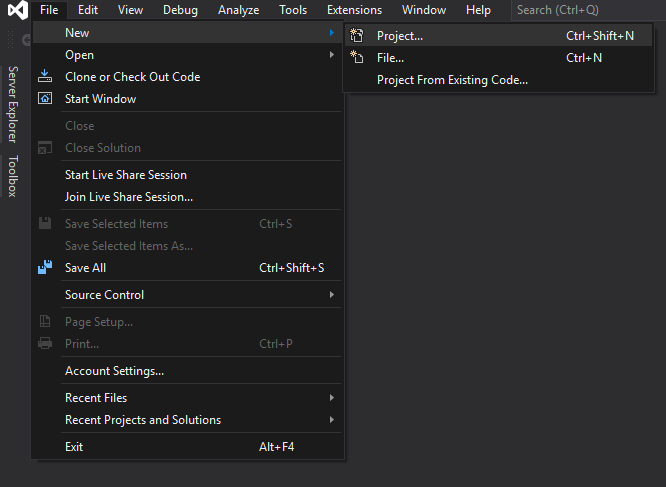 File Edit View Debug Analyze Tools Extensions Window Help Search (Ctrl+Q)
New
Project... Ctrl+Shift+N
File... Ctrl+N
Project From Existing Code...
Open
Clone or Check Out Code
Start Window
Close
Close Solution
Start Live Share Session
Join Live Share Session...
Save Selected Items Ctrl+S
Save Selected Items As...
Save All Ctrl+Shift+S
Source Control
Page Setup...
Print... Ctrl+P
Account Settings...
Recent Files
Recent Projects and Solutions
Exit Alt+F4
Server Explorer
Toolbox